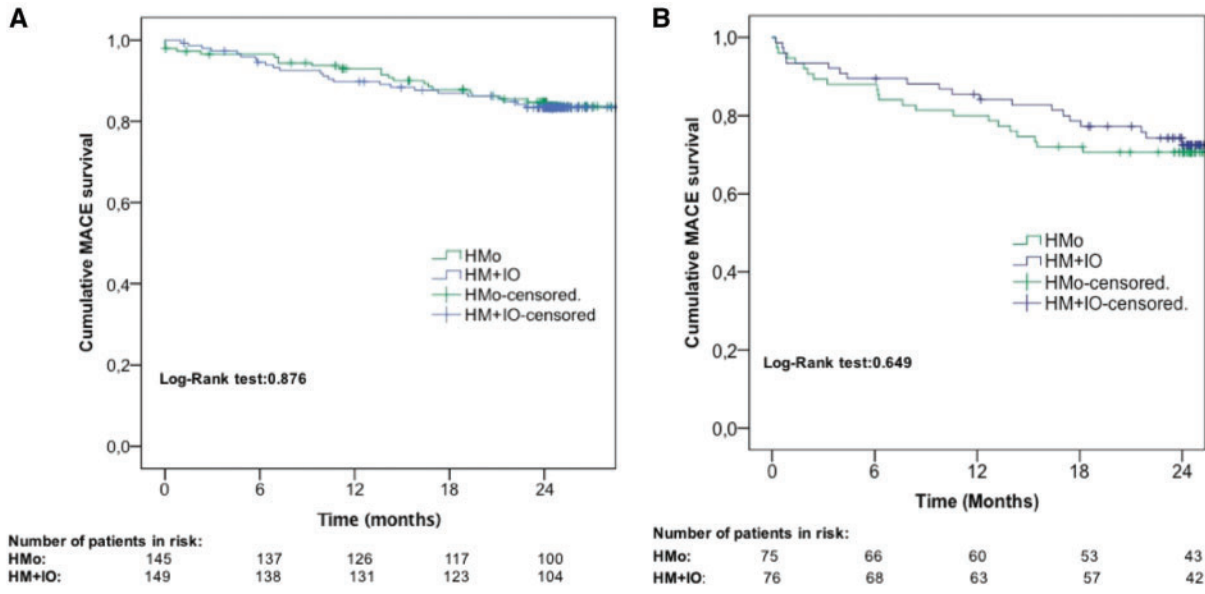 A
Cumulative MACE survival
1,0
0,8
0,6
0,4
0,2
0,0
HMo
HM+IO
HMo-censored.
HM+IO-censored
Log-Rank test:0.876
0 6 12 18 24
Time (months)
Number of patients in risk:
HMo: 145 137 126 117 100
HM+IO: 149 138 131 123 104
B
Cumulative MACE survival
1,0
0,8
0,6
0,4
0,2
0,0
HMo
HM+IO
HMo-censored.
HM+IO-censored.
Log-Rank test:0.649
0 6 12 18 24
Time (Months)
Number of patients in risk:
HMo: 75 66 60 53 43
HM+IO: 76 68 63 57 42